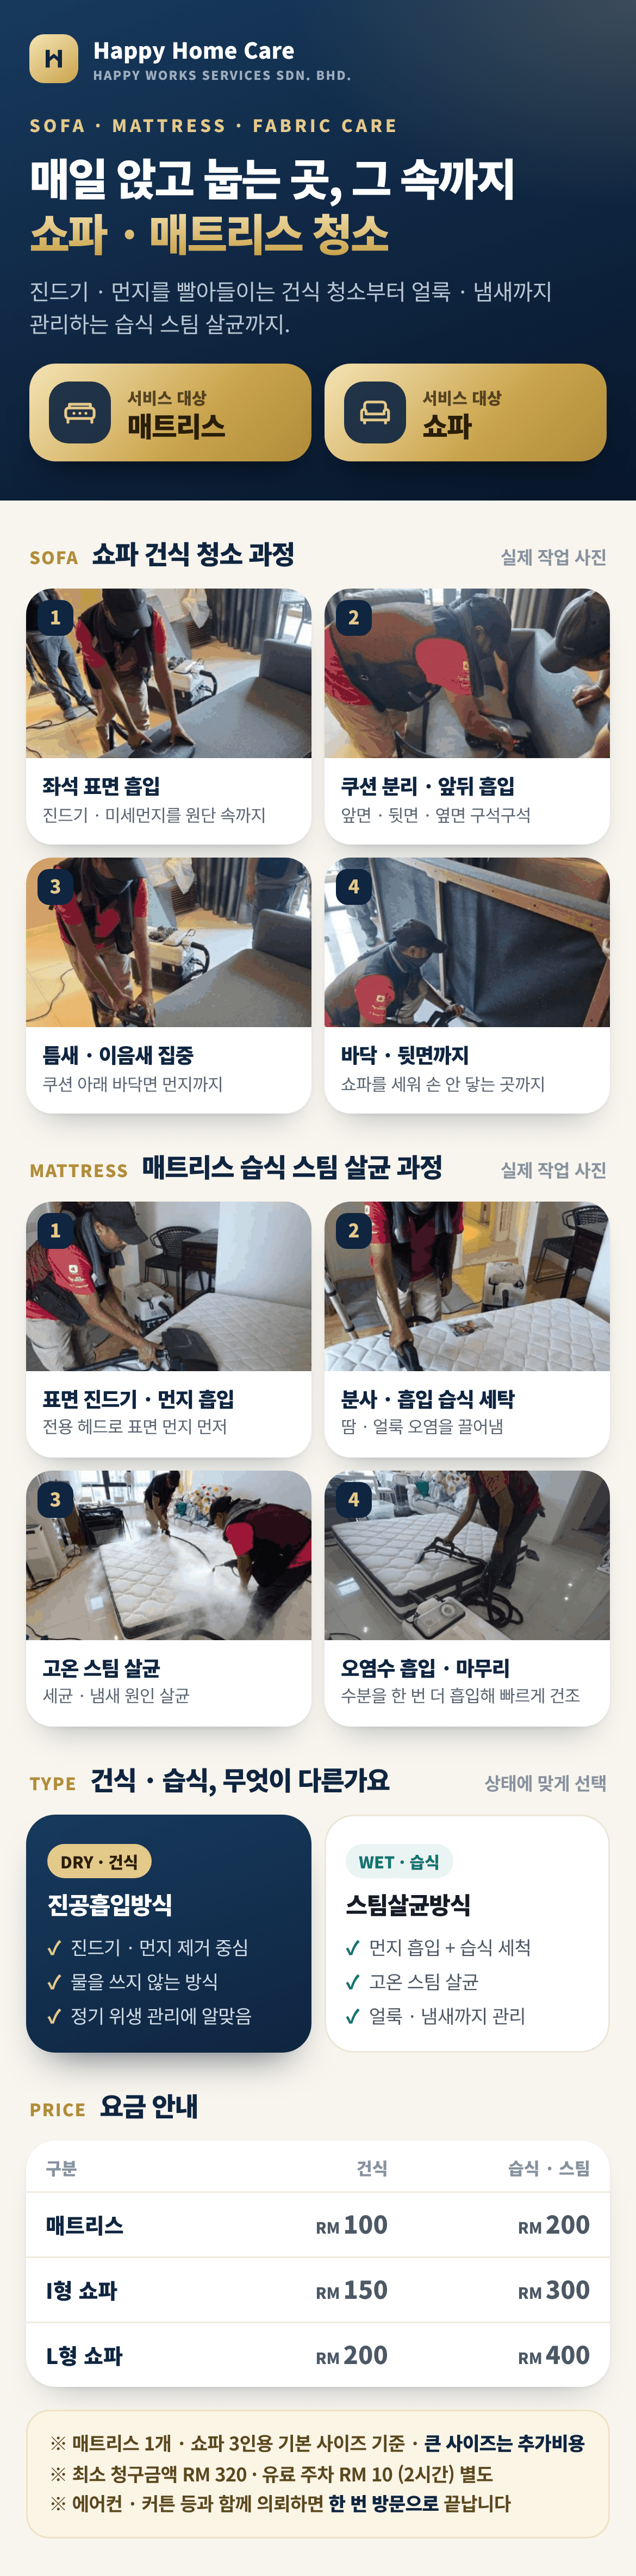 Happy Home Care
HAPPY WORKS SERVICES SDN. BHD.
SOFA · MATTRESS · FABRIC CARE
매일 앉고 눕는 곳, 그 속까지
쇼파 · 매트리스 청소
진드기 · 먼지를 빨아들이는 건식 청소부터 얼룩 · 냄새까지
관리하는 습식 스팀 살균까지.
서비스 대상
매트리스
서비스 대상
쇼파
SOFA 쇼파 건식 청소 과정 실제 작업 사진
1
좌석 표면 흡입
진드기 · 미세먼지를 원단 속까지
2
쿠션 분리 · 앞뒤 흡입
앞면 · 뒷면 · 옆면 구석구석
3
틈새 · 이음새 집중
쿠션 아래 바닥면 먼지까지
4
바닥 · 뒷면까지
쇼파를 세워 손 안 닿는 곳까지
MATTRESS 매트리스 습식 스팀 살균 과정 실제 작업 사진
1
표면 진드기 · 먼지 흡입
전용 헤드로 표면 먼지 먼저
2
분사 · 흡입 습식 세탁
땀 · 얼룩 오염을 끌어냄
3
고온 스팀 살균
세균 · 냄새 원인 살균
4
오염수 흡입 · 마무리
수분을 한 번 더 흡입해 빠르게 건조
TYPE 건식 · 습식, 무엇이 다른가요 상태에 맞게 선택
DRY · 건식
진공흡입방식
✓ 진드기 · 먼지 제거 중심
✓ 물을 쓰지 않는 방식
✓ 정기 위생 관리에 알맞음
WET · 습식
스팀살균방식
✓ 먼지 흡입 + 습식 세척
✓ 고온 스팀 살균
✓ 얼룩 · 냄새까지 관리
PRICE 요금 안내
구분 건식 습식 · 스팀
매트리스 RM 100 RM 200
I형 쇼파 RM 150 RM 300
L형 쇼파 RM 200 RM 400
※ 매트리스 1개 · 쇼파 3인용 기본 사이즈 기준 · 큰 사이즈는 추가비용
※ 최소 청구금액 RM 320 · 유료 주차 RM 10 (2시간) 별도
※ 에어컨 · 커튼 등과 함께 의뢰하면 한 번 방문으로 끝납니다